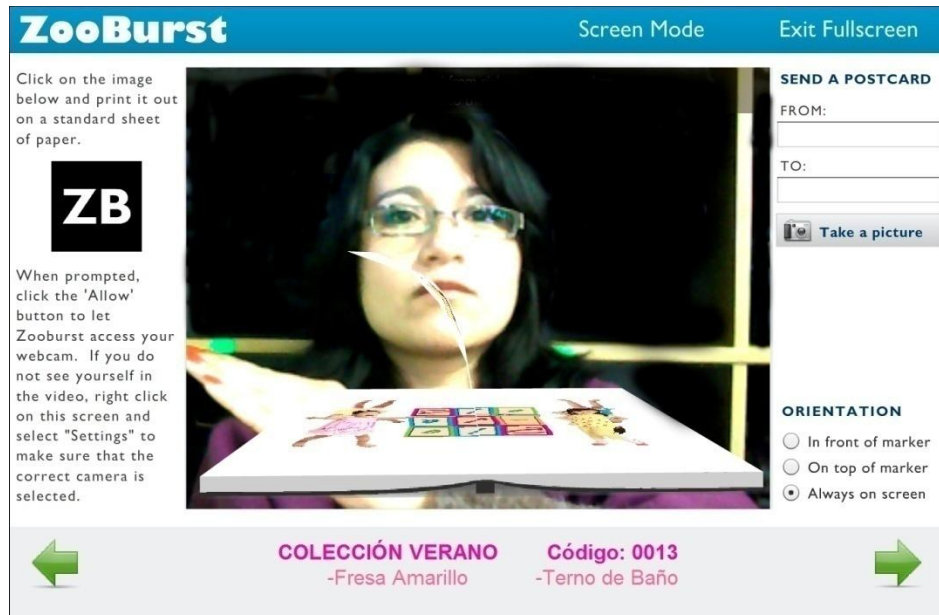 ZooBurst
Screen Mode
Exit Fullscreen
Click on the image
below and print it out
on a standard sheet
of paper.
ZB
When prompted,
click the 'Allow'
button to let
Zooburst access your
webcam. If you do
not see yourself in
the video, right click
on this screen and
select "Settings" to
make sure that the
correct camera is
selected.
SEND A POSTCARD
FROM:
TO:
Take a picture
ORIENTATION
In front of marker
On top of marker
Always on screen
COLECCIÓN VERANO
-Fresa Amarillo
Código: 0013
-Terno de Baño